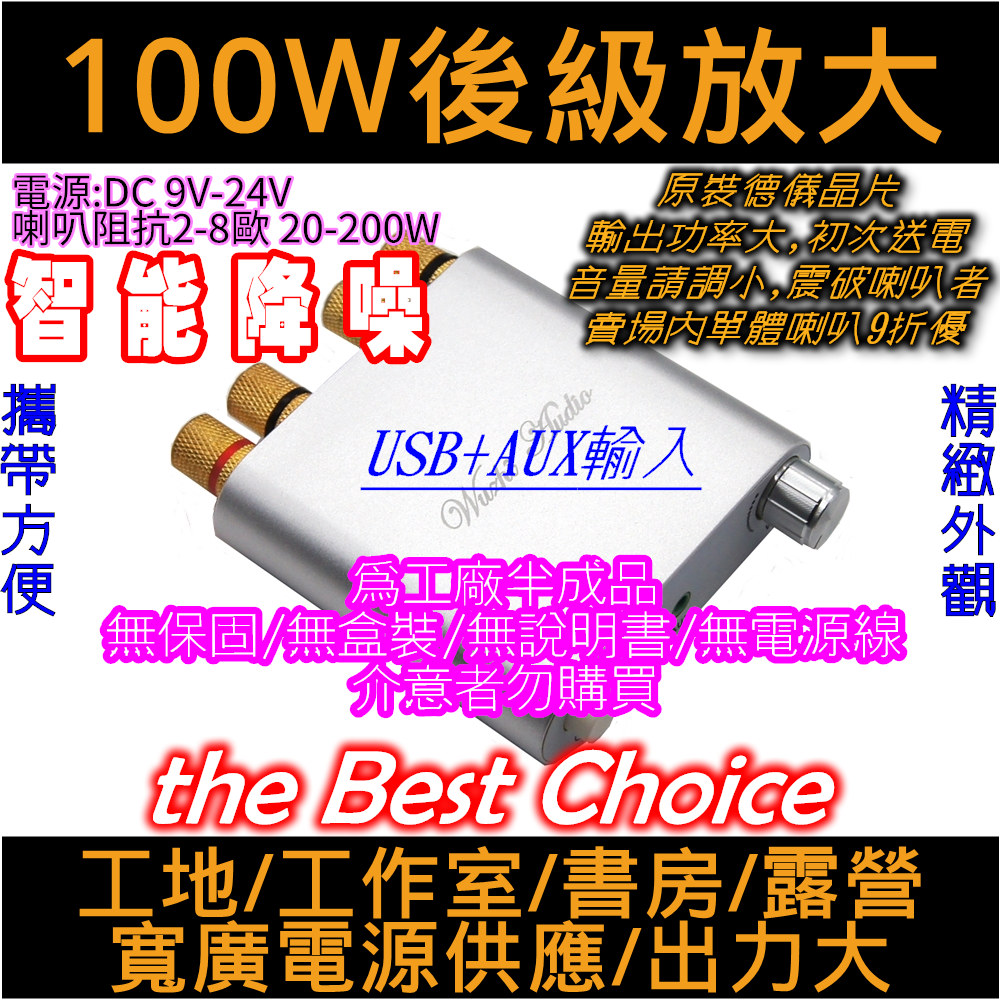 100W後級放大
電源:DC 9V-24V
喇叭阻抗2-8歐 20-200W
智能降噪
原裝德儀晶片
輸出功率大,初次送電
音量請調小,震破喇叭者
賣場內單體喇叭9折優
攜帶方便
精緻外觀
USB+AUX輸入
Audio
為工廠半成品
無保固/無盒裝/無說明書/無電源線
介意者勿購買
the Best Choice
工地/工作室/書房/露營
寬廣電源供應/出力大